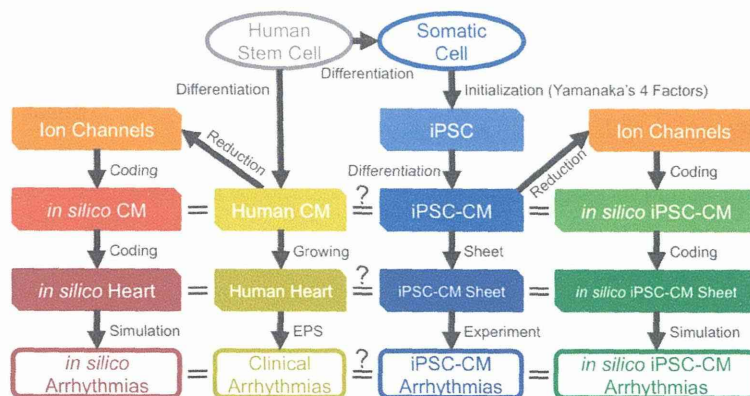 Human
Stem Cell
Somatic
Cell
Differentiation
Differentiation
Initialization (Yamanaka's 4 Factors)
Ion Channels
iPSC
Ion Channels
Coding
Reduction
Differentiation
Reduction
Coding
in silico CM
=
Human CM
?
=
iPSC-CM
=
in silico iPSC-CM
Coding
Growing
Sheet
Coding
in silico Heart
=
Human Heart
?
=
iPSC-CM Sheet
=
in silico iPSC-CM Sheet
Simulation
EPS
Experiment
Simulation
in silico
Arrhythmias
=
Clinical
Arrhythmias
?
=
iPSC-CM
Arrhythmias
=
in silico iPSC-CM
Arrhythmias